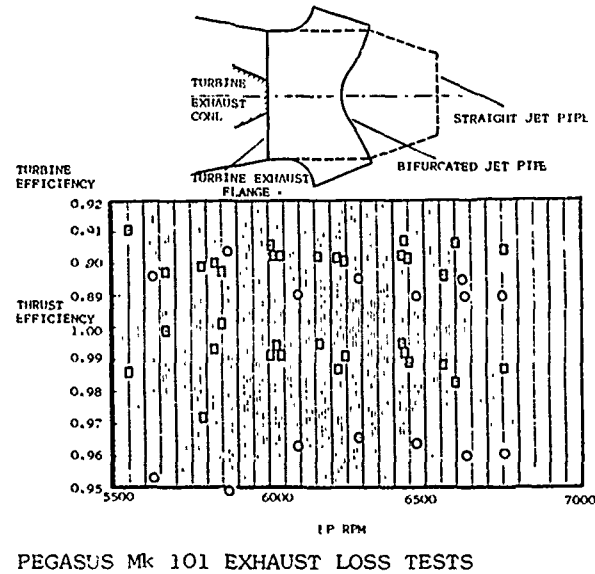 TURBINE
EXHAUST
CONE
STRAIGHT JET PIPE
BIFURCATED JET PIPE
TURBINE EXHAUST
FLANGE
TURBINE
EFFICIENCY
0.92
0.91
0.90
0.89
THRUST
EFFICIENCY
1.00
0.99
0.98
0.97
0.96
0.95
5500
6000
6500
7000
LP RPM
PEGASUS Mk 101 EXHAUST LOSS TESTS